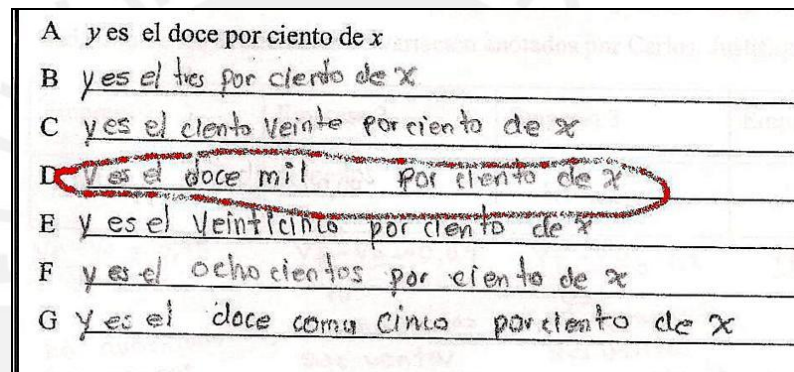 A y es el doce por ciento de x
B y es el tres por ciento de x
C y es el ciento veinte por ciento de x
D y es el doce mil por ciento de x
E y es el veinticinco por ciento de x
F y es el ochocientos por ciento de x
G y es el doce coma cinco por ciento de x